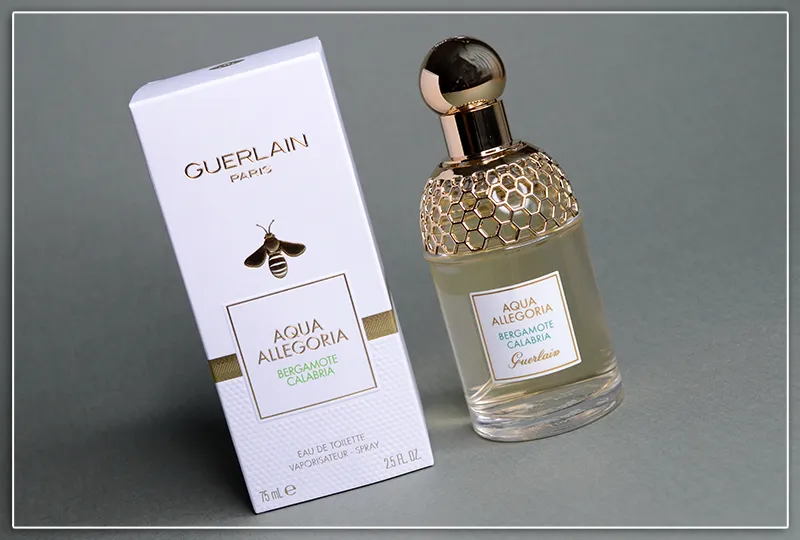 GUERLAIN
PARIS
AQUA
ALLEGORIA
BERGAMOTE
CALABRIA
EAU DE TOILETTE
VAPORISATEUR - SPRAY
75 mL e
2.5 FL. OZ.
AQUA
ALLEGORIA
BERGAMOTE
CALABRIA
Guerlain